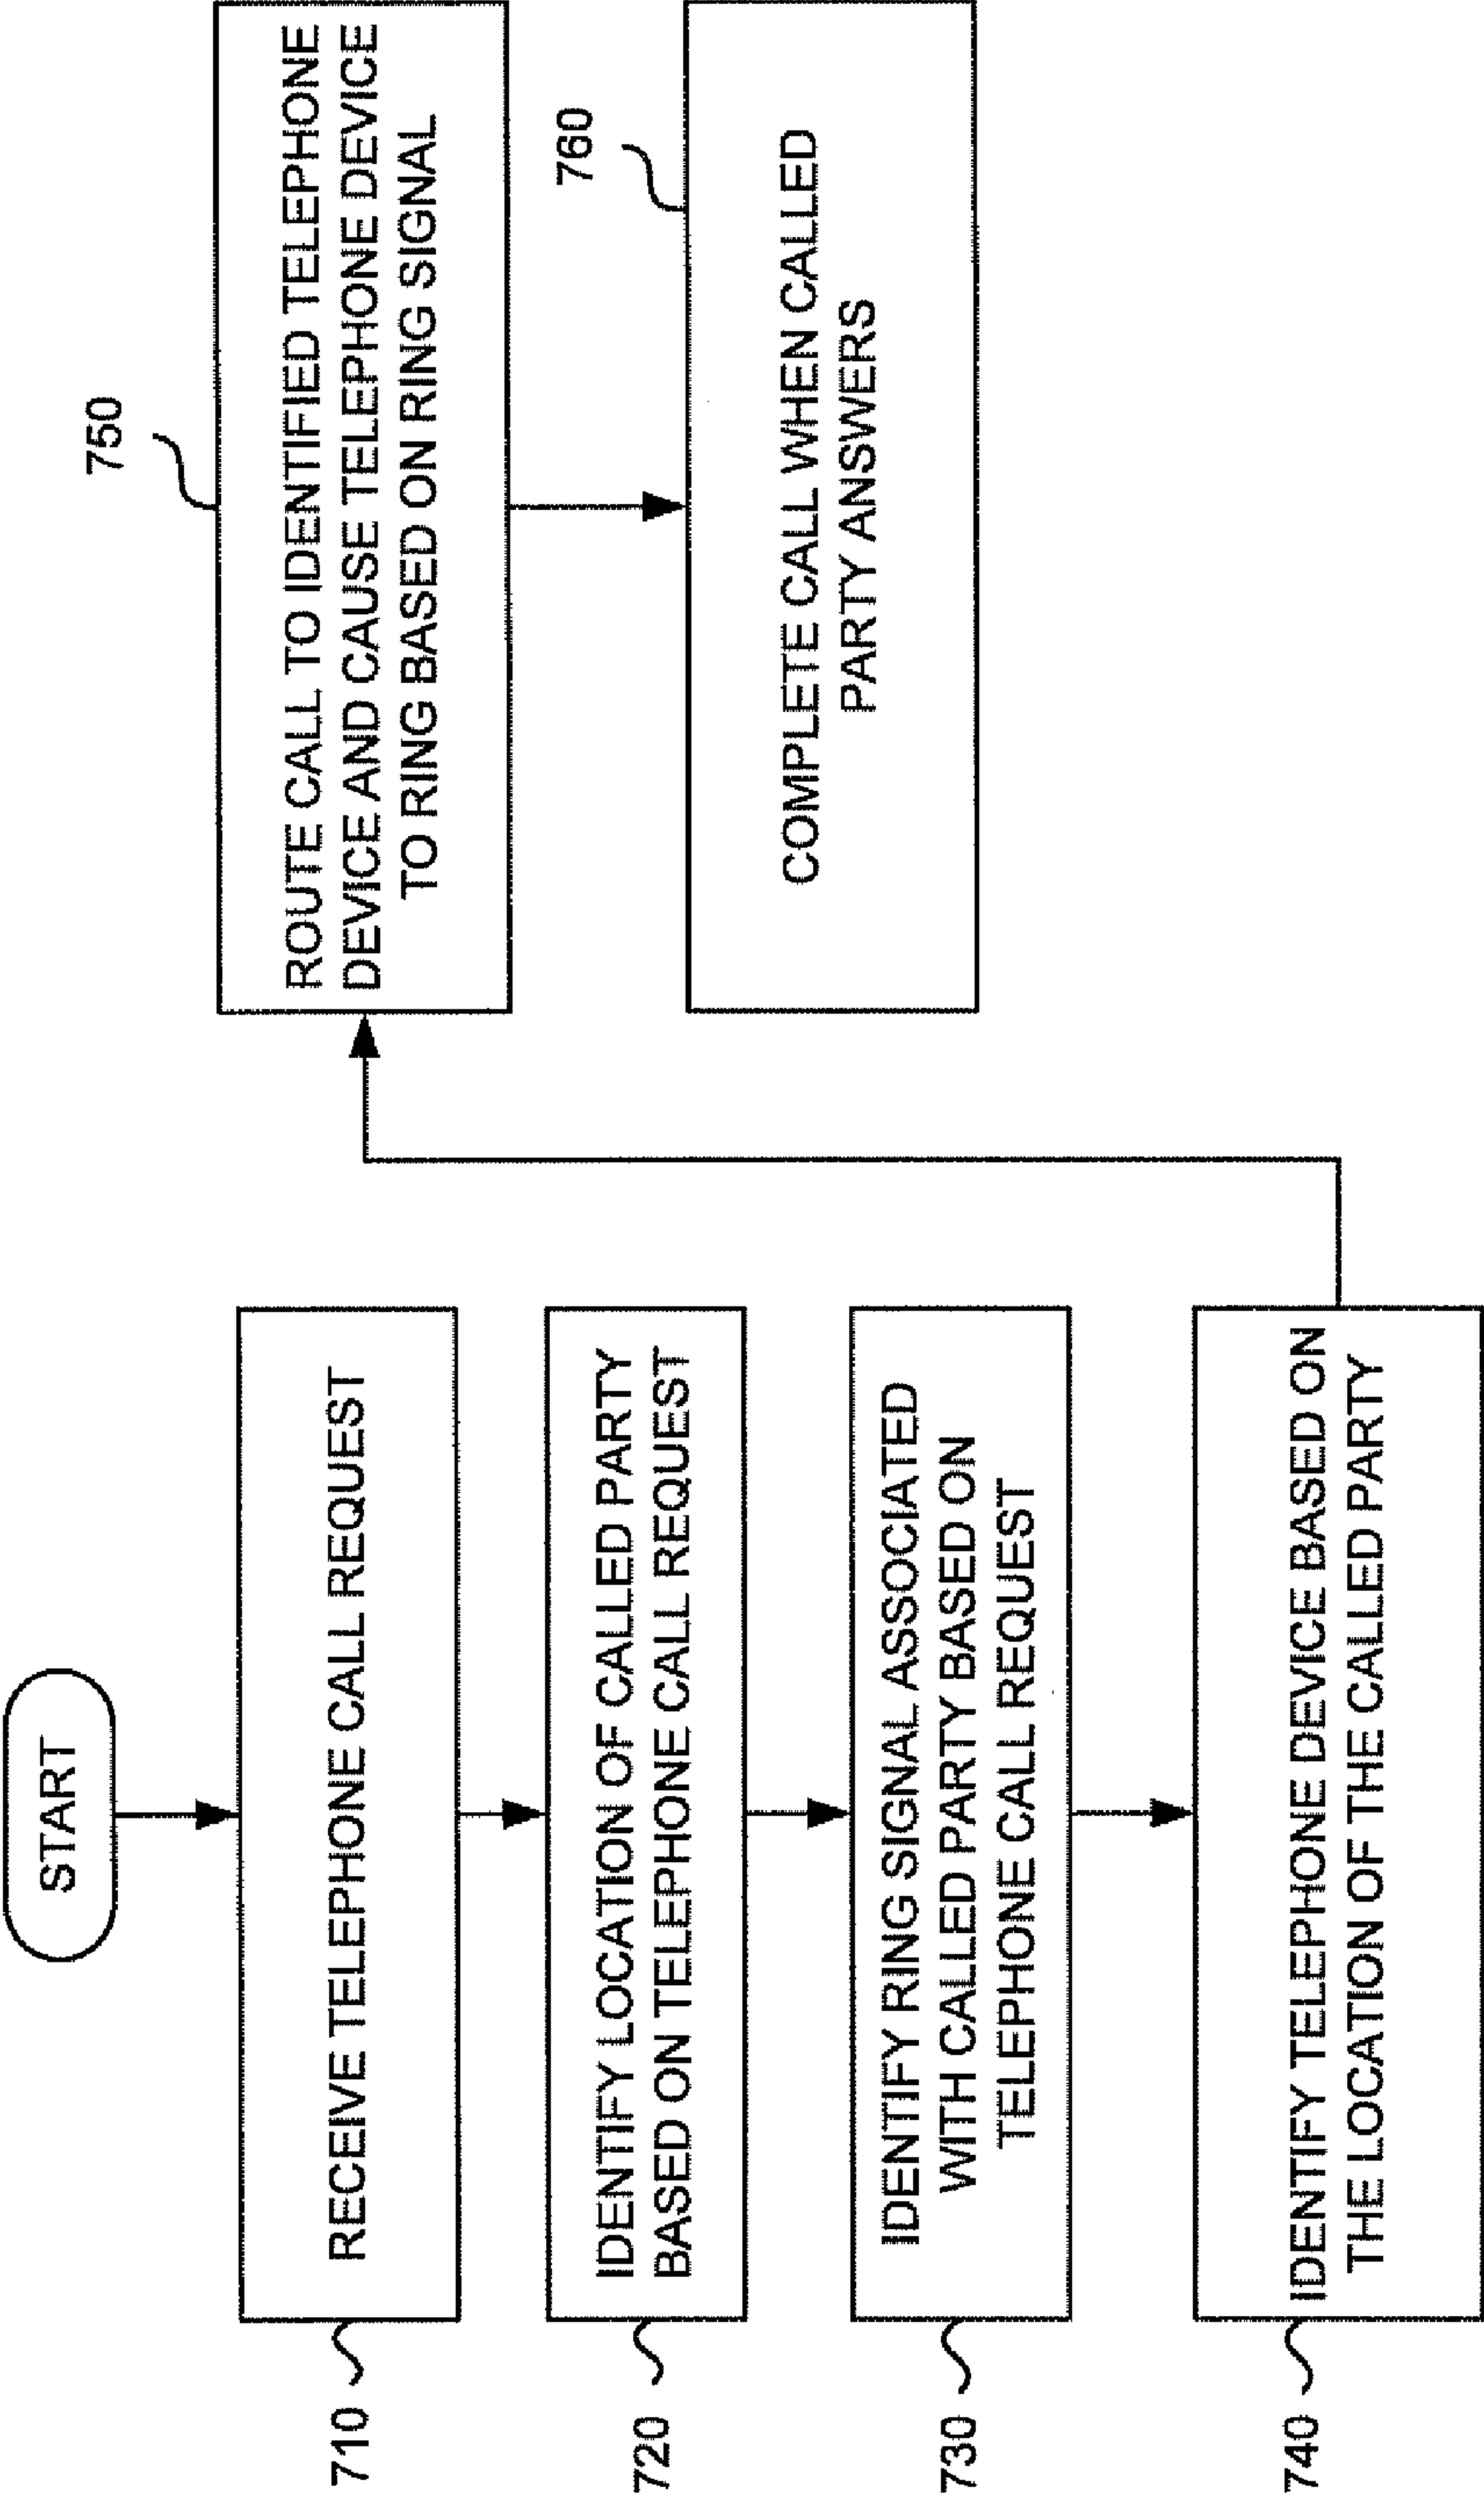 START
710
RECEIVE TELEPHONE CALL REQUEST
720
IDENTIFY LOCATION OF CALLED PARTY
BASED ON TELEPHONE CALL REQUEST
730
IDENTIFY RING SIGNAL ASSOCIATED
WITH CALLED PARTY BASED ON
TELEPHONE CALL REQUEST
740
IDENTIFY TELEPHONE DEVICE BASED ON
THE LOCATION OF THE CALLED PARTY
750
ROUTE CALL TO IDENTIFIED TELEPHONE
DEVICE AND CAUSE TELEPHONE DEVICE
TO RING BASED ON RING SIGNAL
760
COMPLETE CALL WHEN CALLED
PARTY ANSWERS